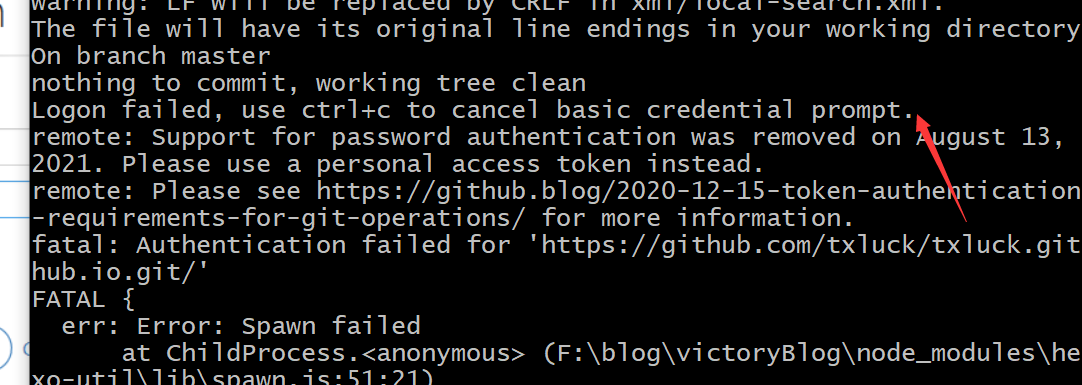 warning: LF will be replaced by CRLF in xml/local-search.xml.
The file will have its original line endings in your working directory
On branch master
nothing to commit, working tree clean
Logon failed, use ctrl+c to cancel basic credential prompt.
remote: Support for password authentication was removed on August 13,
2021. Please use a personal access token instead.
remote: Please see https://github.blog/2020-12-15-token-authentication
-requirements-for-git-operations/ for more information.
fatal: Authentication failed for 'https://github.com/txluck/txluck.git
hub.io.git/'
FATAL {
  err: Error: Spawn failed
      at ChildProcess.<anonymous> (F:\blog\victoryBlog\node_modules\he
xo-util\lib\spawn.js:51:21)